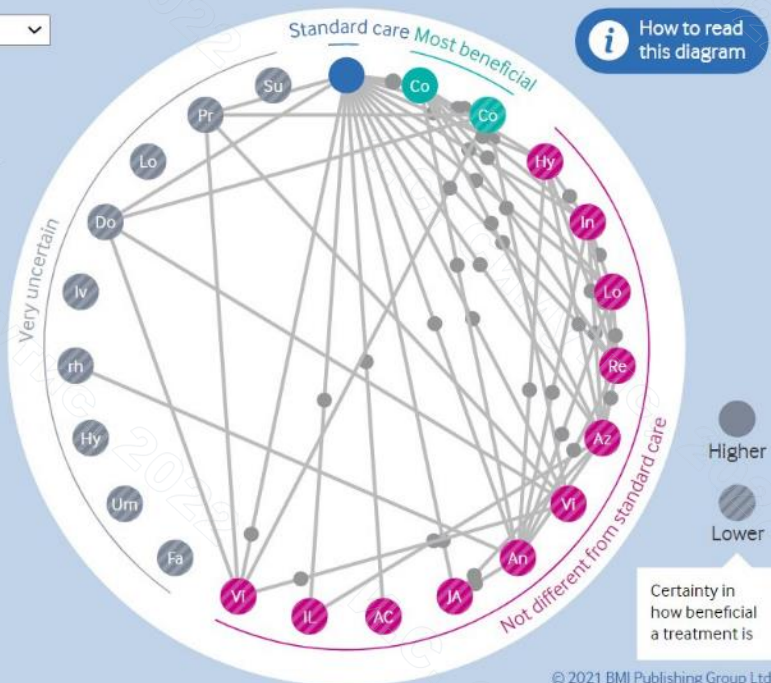 Standard care
Most beneficial
How to read
this diagram
i
Su
Co
Pr
Co
Lo
Hy
Do
In
Very uncertain
Iv
Lo
rh
Re
Hy
Az
Um
Vi
Fa
An
Vi
IL
AC
JA
Not different from standard care
Higher
Lower
Certainty in
how beneficial
a treatment is
© 2021 BMJ Publishing Group Ltd